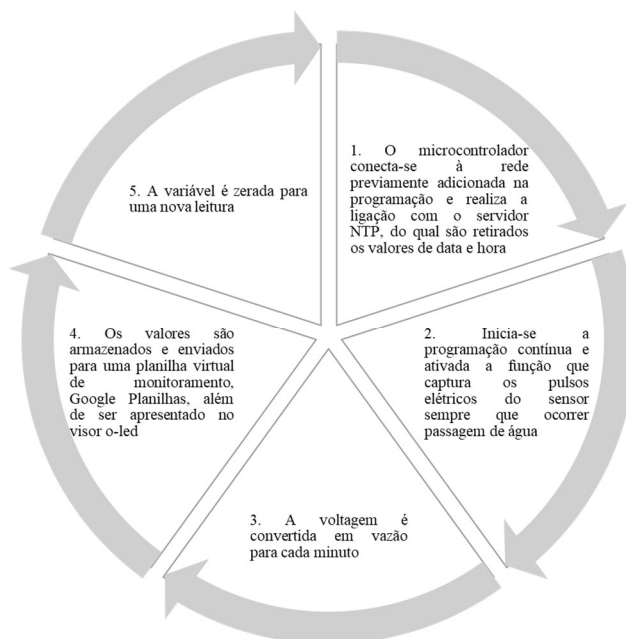 1. O microcontrolador
conecta-se à rede
previamente adicionada na
programação e realiza a
ligação com o servidor
NTP, do qual são retirados
os valores de data e hora
2. Inicia-se a
programação contínua e
ativada a função que
captura os pulsos
elétricos do sensor
sempre que ocorrer
passagem de água
3. A voltagem é
convertida em vazão
para cada minuto
4. Os valores são
armazenados e enviados
para uma planilha virtual
de monitoramento,
Google Planilhas, além
de ser apresentado no
visor o-led
5. A variável é zerada para
uma nova leitura